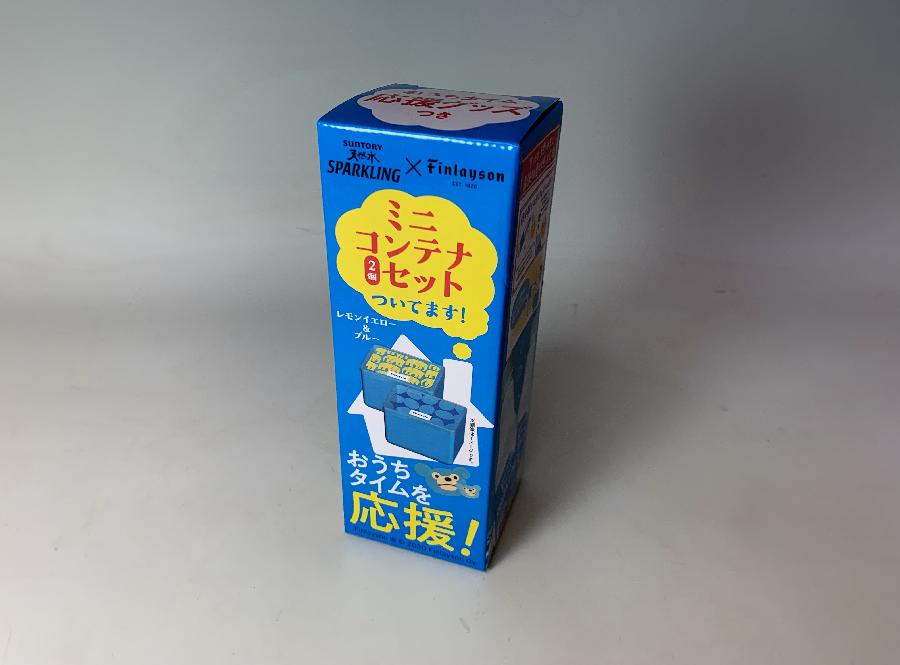 応援グッズ
つき
SUNTORY
天然水
SPARKLING
×
Finlayson
EST. 1820
ミニ
コンテナ
2個
セット
ついてます!
レモンイエロー
&
ブルー
おうち
タイムを
応援!